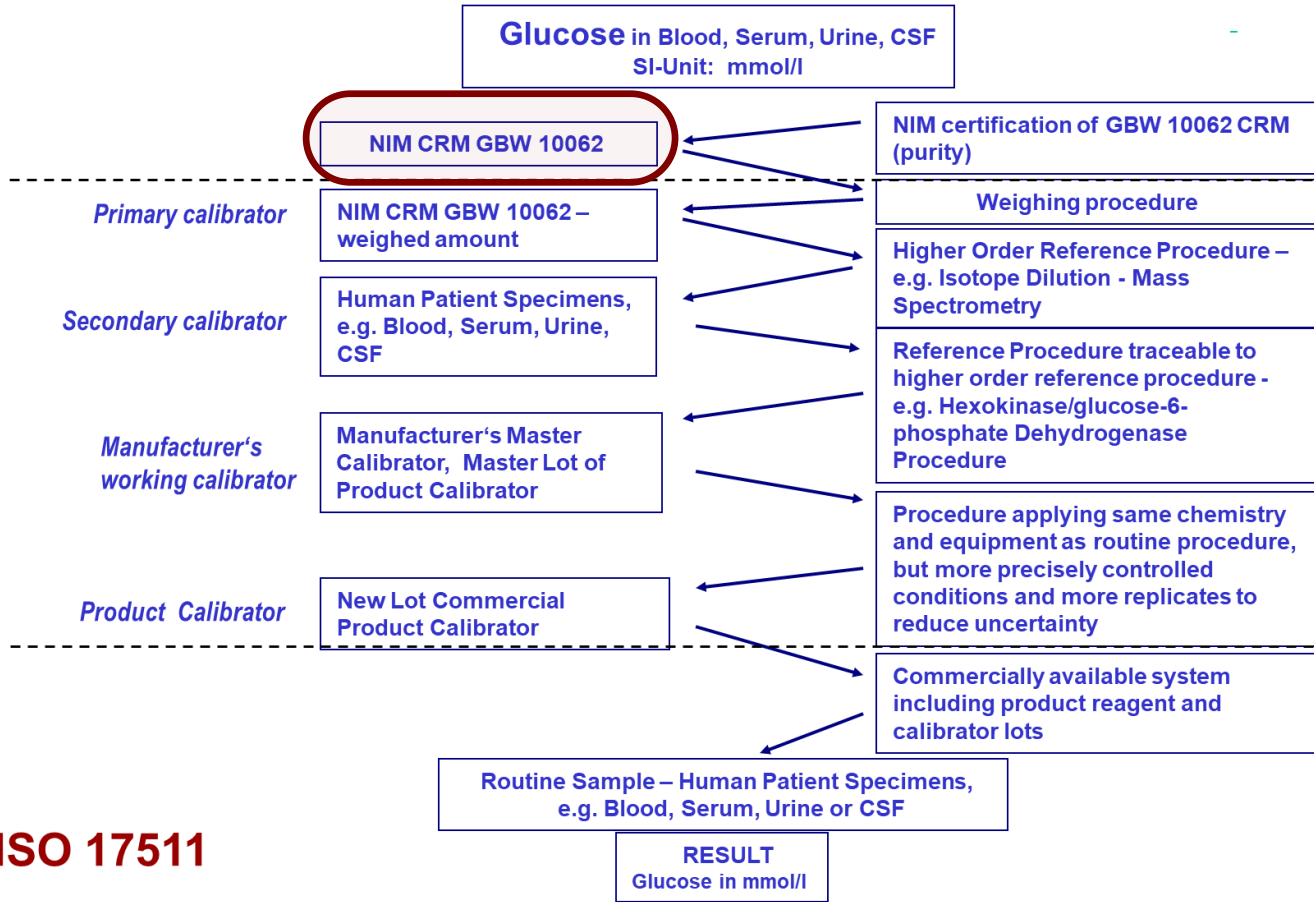 Glucose in Blood, Serum, Urine, CSF
SI-Unit: mmol/l
NIM CRM GBW 10062
NIM certification of GBW 10062 CRM
(purity)
Primary calibrator
NIM CRM GBW 10062 –
weighed amount
Weighing procedure
Higher Order Reference Procedure –
e.g. Isotope Dilution - Mass
Spectrometry
Secondary calibrator
Human Patient Specimens,
e.g. Blood, Serum, Urine,
CSF
Reference Procedure traceable to
higher order reference procedure -
e.g. Hexokinase/glucose-6-
phosphate Dehydrogenase
Procedure
Manufacturer‘s
working calibrator
Manufacturer‘s Master
Calibrator, Master Lot of
Product Calibrator
Procedure applying same chemistry
and equipment as routine procedure,
but more precisely controlled
conditions and more replicates to
reduce uncertainty
Product Calibrator
New Lot Commercial
Product Calibrator
Commercially available system
including product reagent and
calibrator lots
Routine Sample – Human Patient Specimens,
e.g. Blood, Serum, Urine or CSF
ISO 17511
RESULT
Glucose in mmol/l